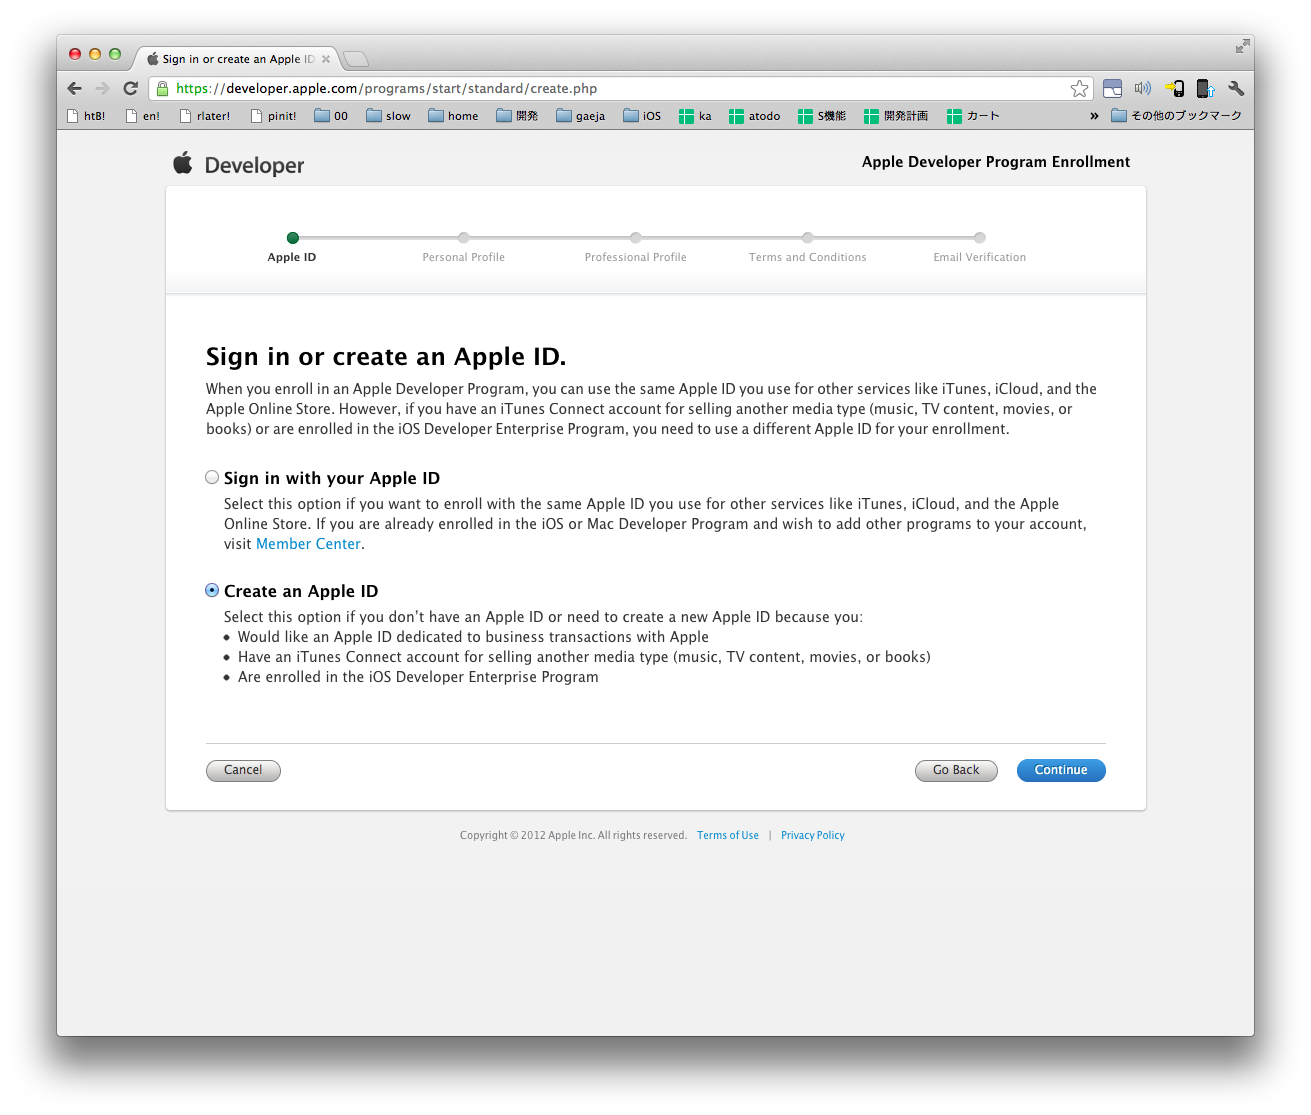 Sign in or create an Apple ID
https://developer.apple.com/programs/start/standard/create.php
htB! en! rlater! pinit! 00 slow home 開発 gaeja iOS ka atodo S機能 開発計画 カート » その他のブックマーク
Developer
Apple Developer Program Enrollment
Apple ID Personal Profile Professional Profile Terms and Conditions Email Verification
Sign in or create an Apple ID.
When you enroll in an Apple Developer Program, you can use the same Apple ID you use for other services like iTunes, iCloud, and the
Apple Online Store. However, if you have an iTunes Connect account for selling another media type (music, TV content, movies, or
books) or are enrolled in the iOS Developer Enterprise Program, you need to use a different Apple ID for your enrollment.
Sign in with your Apple ID
Select this option if you want to enroll with the same Apple ID you use for other services like iTunes, iCloud, and the Apple
Online Store. If you are already enrolled in the iOS or Mac Developer Program and wish to add other programs to your account,
visit Member Center.
Create an Apple ID
Select this option if you don't have an Apple ID or need to create a new Apple ID because you:
• Would like an Apple ID dedicated to business transactions with Apple
• Have an iTunes Connect account for selling another media type (music, TV content, movies, or books)
• Are enrolled in the iOS Developer Enterprise Program
Cancel Go Back Continue
Copyright © 2012 Apple Inc. All rights reserved. Terms of Use | Privacy Policy